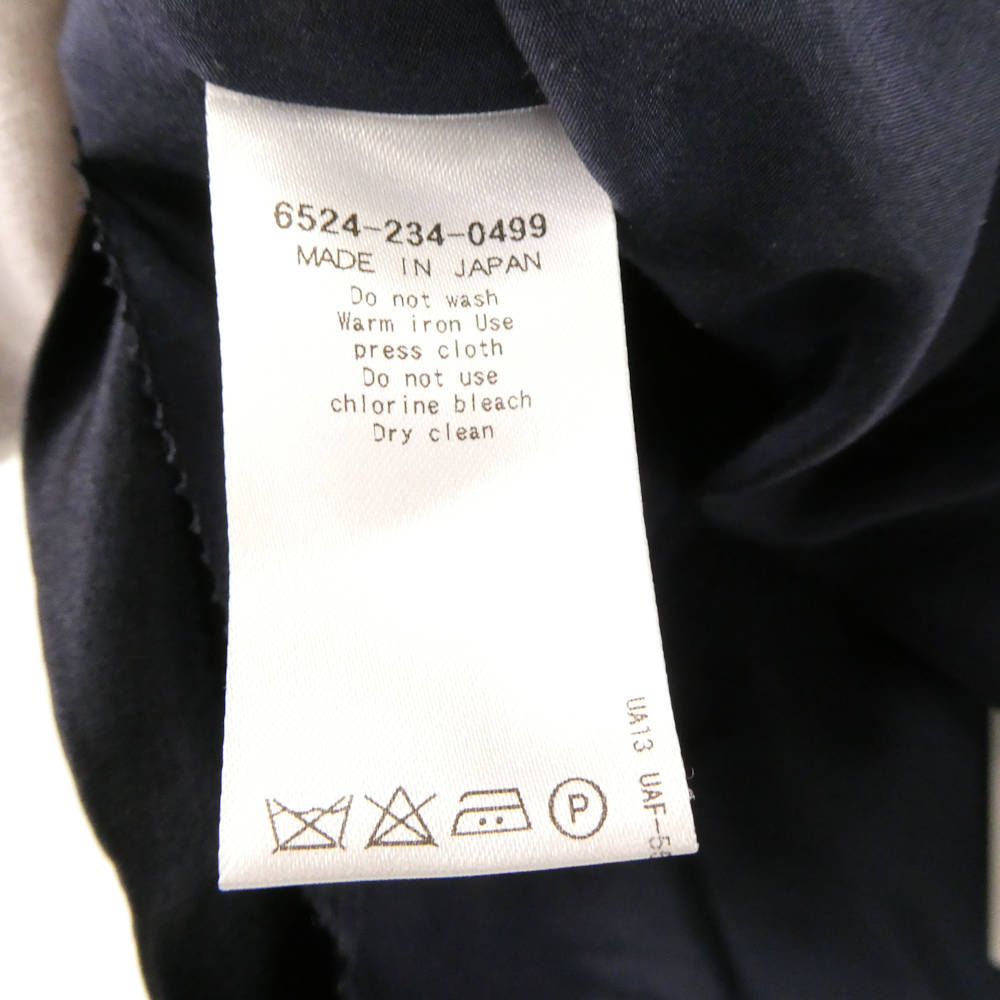 6524-234-0499
MADE IN JAPAN
Do not wash
Warm iron Use
press cloth
Do not use
chlorine bleach
Dry clean
P
UA13 UAF-